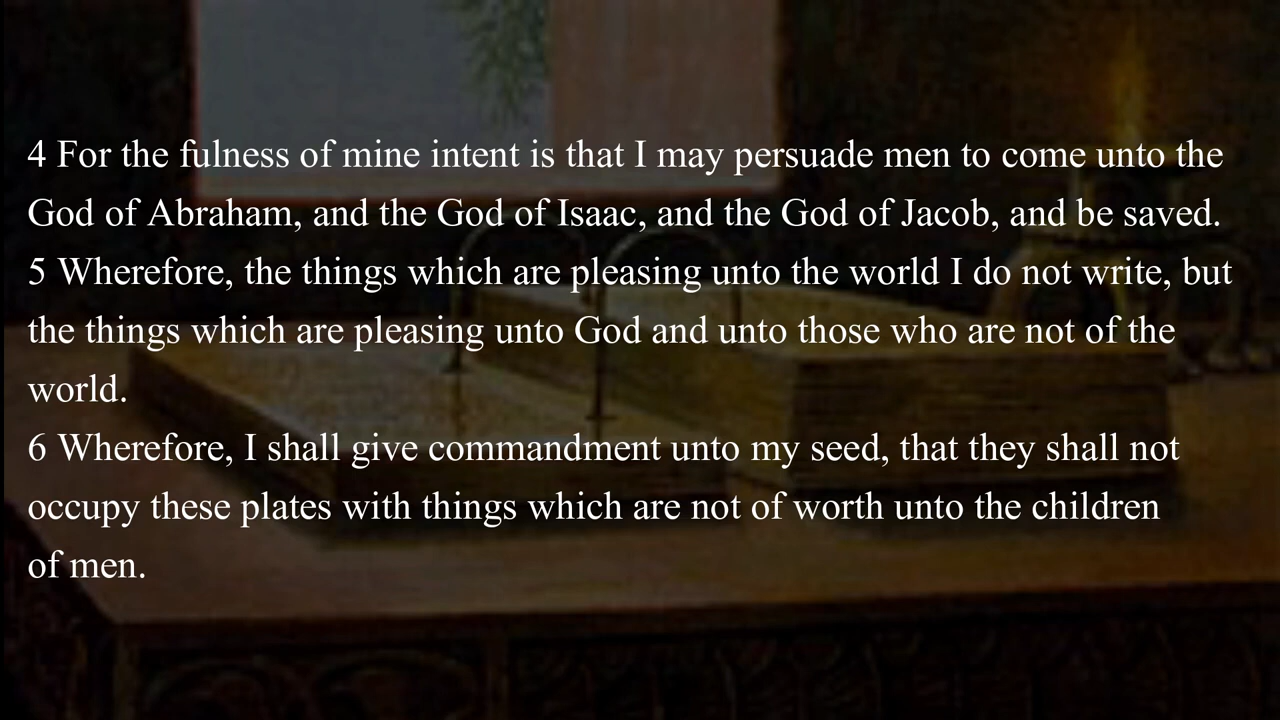 4 For the fulness of mine intent is that I may persuade men to come unto the
God of Abraham, and the God of Isaac, and the God of Jacob, and be saved.
5 Wherefore, the things which are pleasing unto the world I do not write, but
the things which are pleasing unto God and unto those who are not of the
world.
6 Wherefore, I shall give commandment unto my seed, that they shall not
occupy these plates with things which are not of worth unto the children
of men.